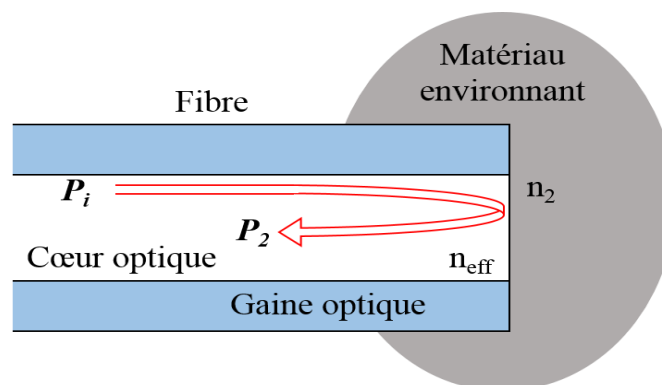 Matériau
environnant
Fibre
P_i
n_2
P_2
Cœur optique
n_eff
Gaine optique